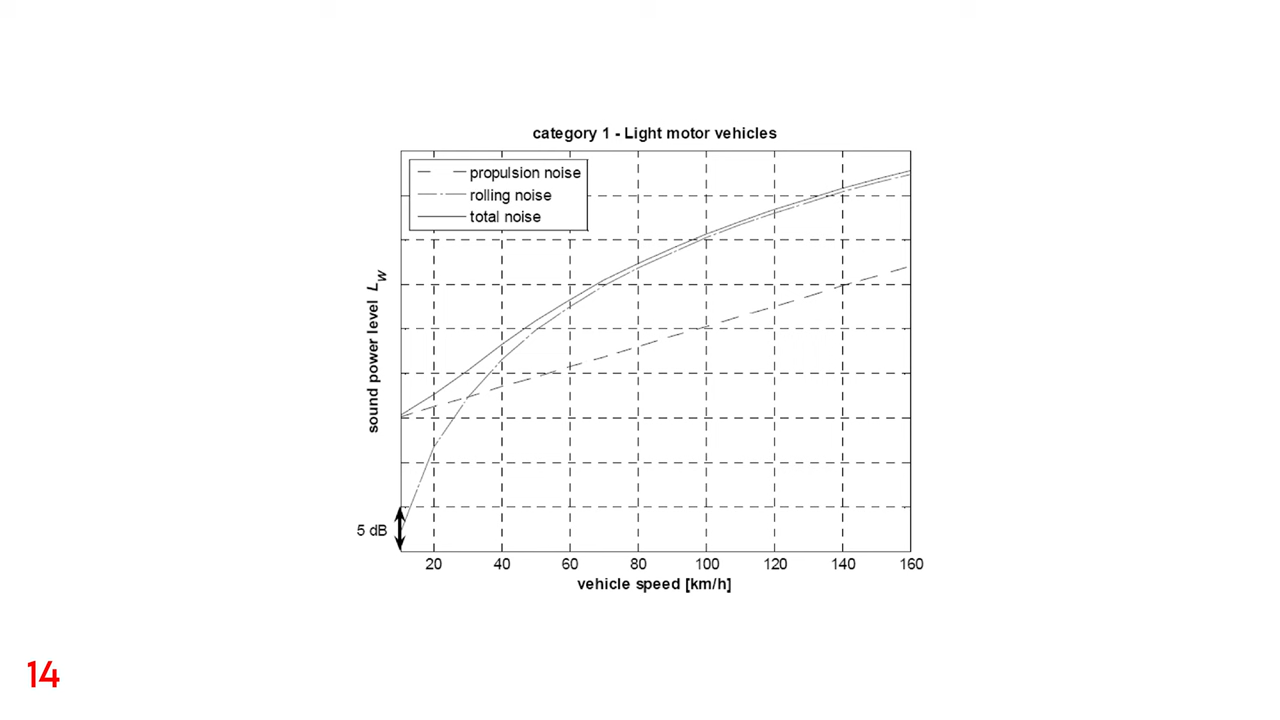 category 1 - Light motor vehicles
propulsion noise
rolling noise
total noise
sound power level L_W
5 dB
20 40 60 80 100 120 140 160
vehicle speed [km/h]
14